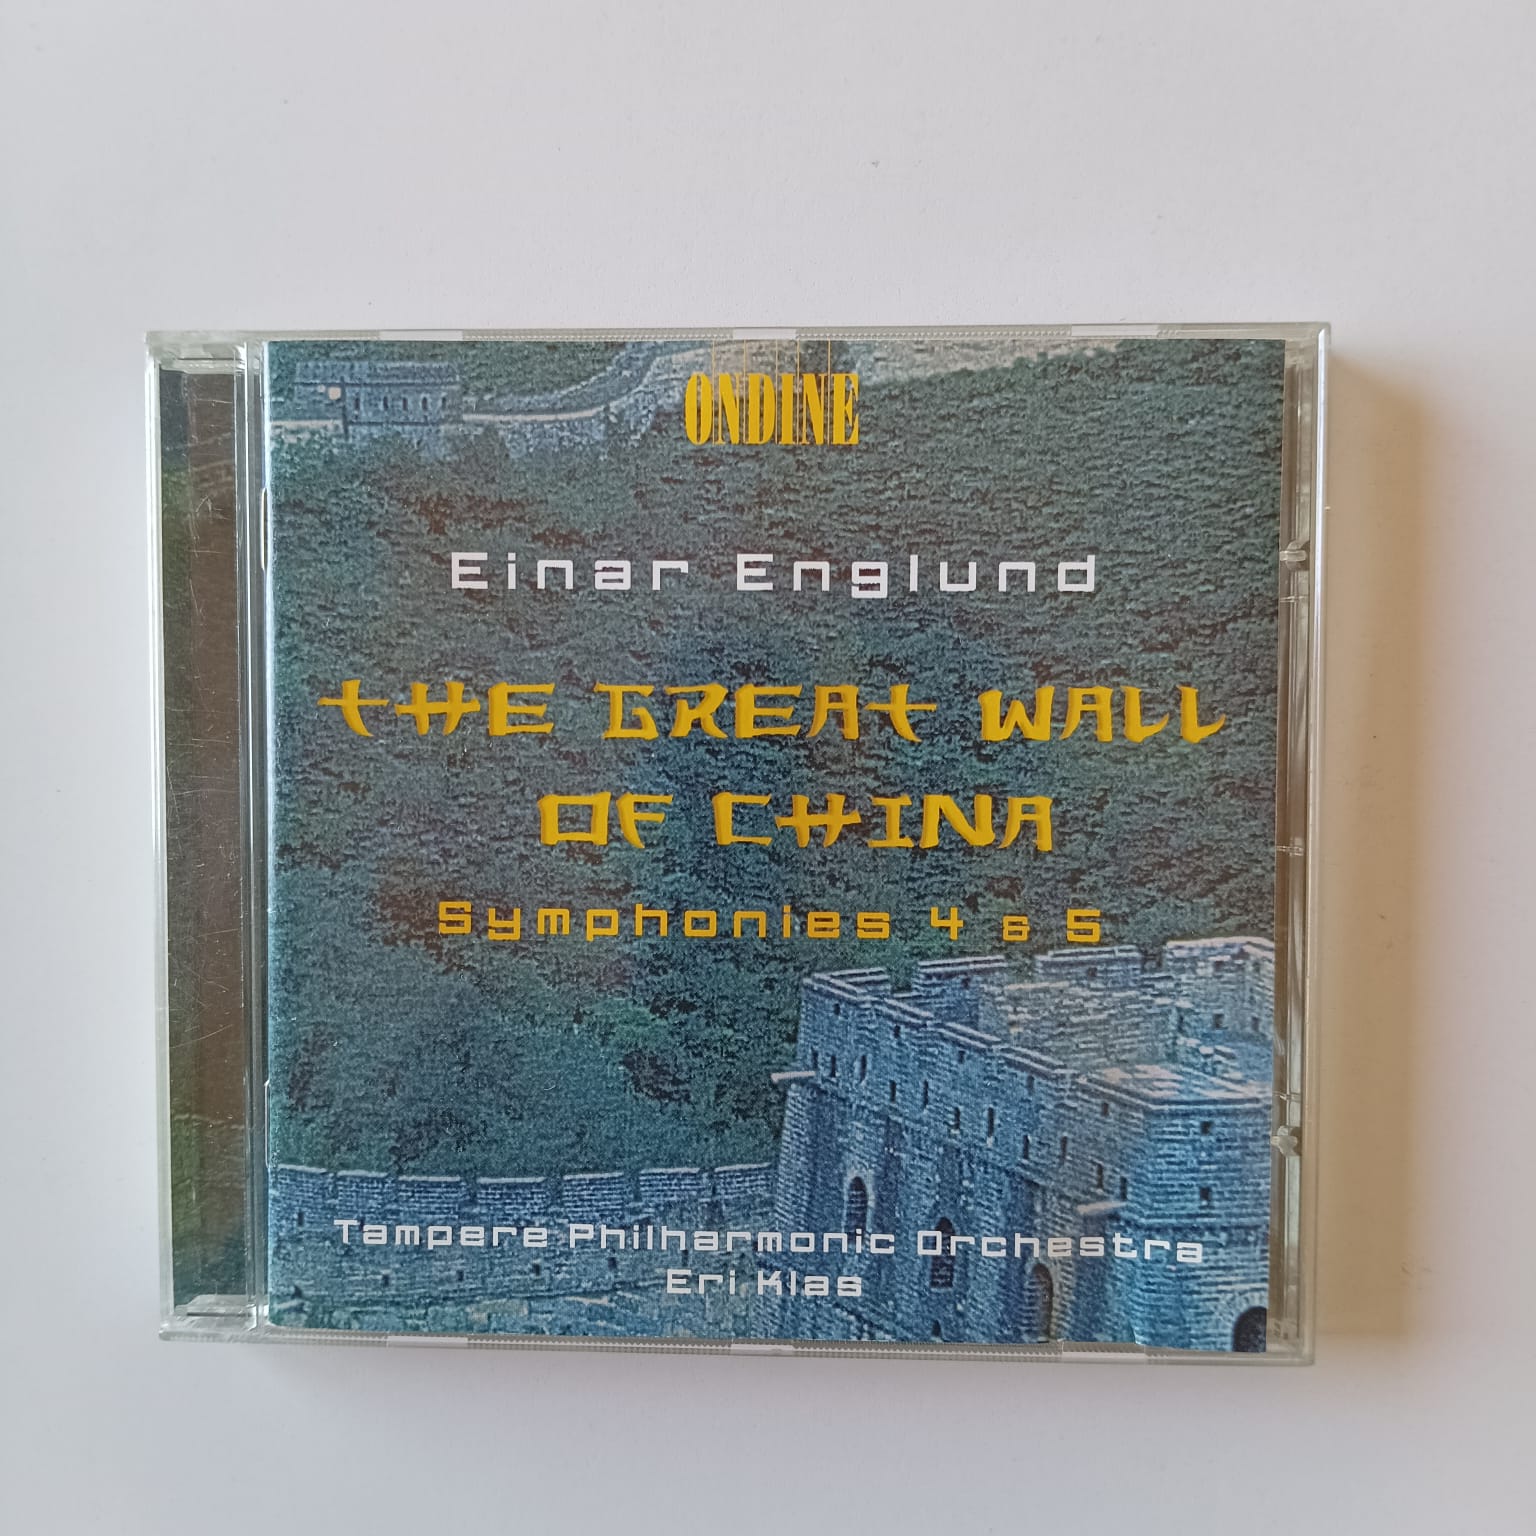 ONDINE
Einar Englund
THE GREAT WALL
OF CHINA
Symphonies 4 & 5
Tampere Philharmonic Orchestra
Eri Klas